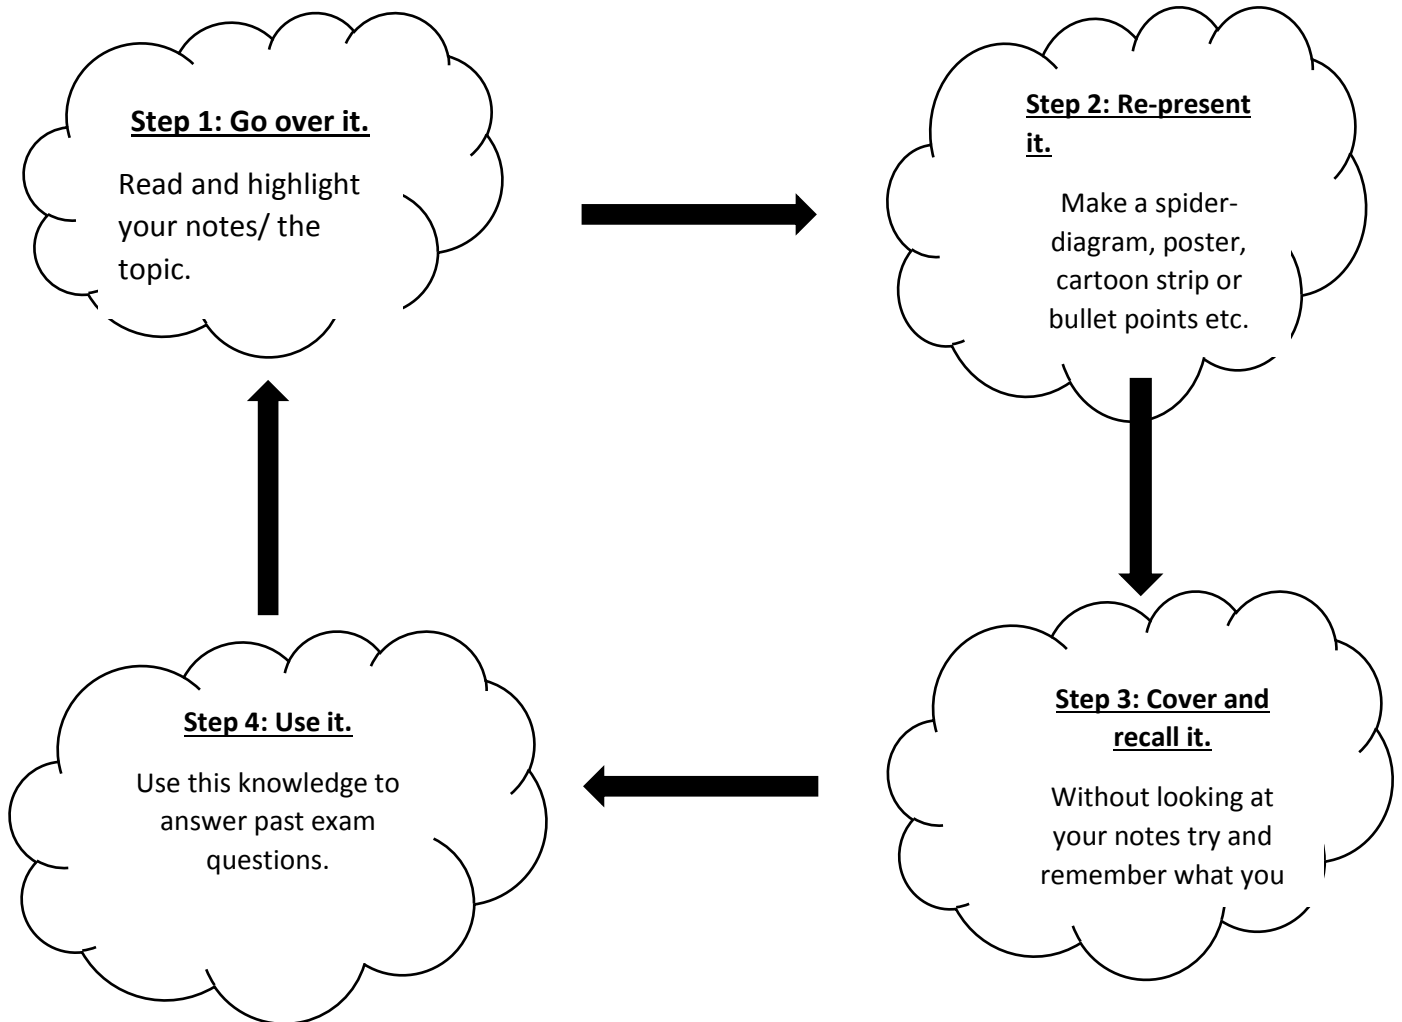 Step 1: Go over it.
Read and highlight
your notes/ the
topic.
Step 2: Re-present
it.
Make a spider-
diagram, poster,
cartoon strip or
bullet points etc.
Step 3: Cover and
recall it.
Without looking at
your notes try and
remember what you
Step 4: Use it.
Use this knowledge to
answer past exam
questions.